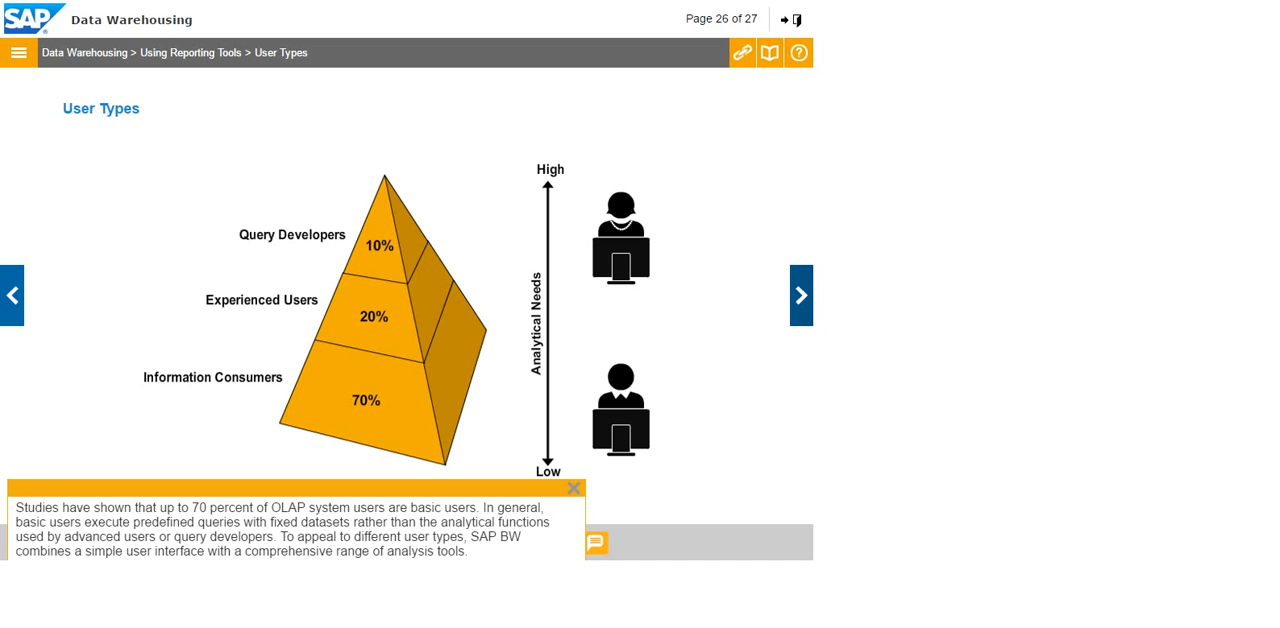 SAP ®
Data Warehousing
Page 26 of 27
Data Warehousing > Using Reporting Tools > User Types
User Types
High
Query Developers
10%
Experienced Users
20%
Analytical Needs
Information Consumers
70%
Low
Studies have shown that up to 70 percent of OLAP system users are basic users. In general,
basic users execute predefined queries with fixed datasets rather than the analytical functions
used by advanced users or query developers. To appeal to different user types, SAP BW
combines a simple user interface with a comprehensive range of analysis tools.